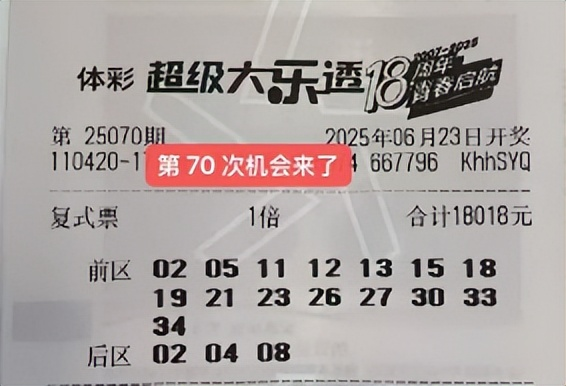 体彩 超级大乐透 18周年 青春启航
2007-2025
第 25070期 2025年06月23日开奖
110420-1 4 667796 KhhSYQ
第 70 次机会来了
复式票 1倍 合计18018元
前区 02 05 11 12 13 15 18
19 21 23 26 27 30 33
34
后区 02 04 08